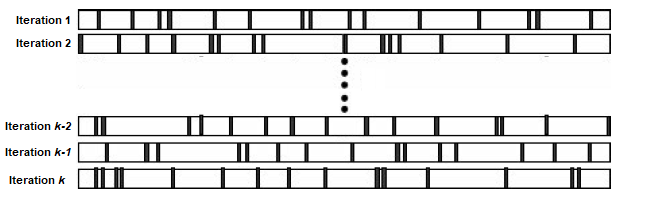 Iteration 1
Iteration 2
Iteration k-2
Iteration k-1
Iteration k